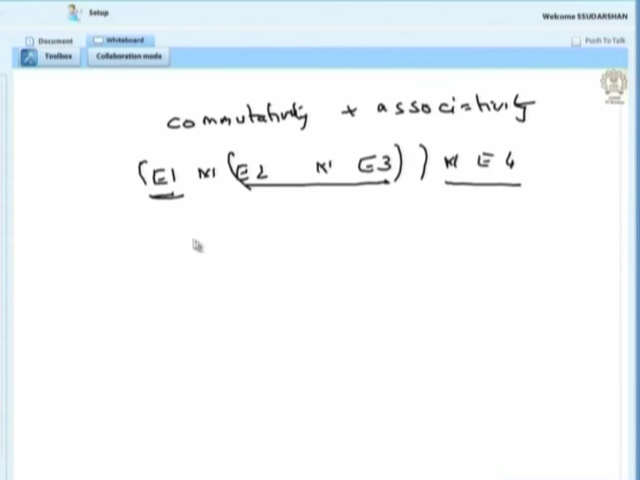 Setup
Welcome SSUDARSHAN
Document Whiteboard Push To Talk
Toolbox Collaboration mode
commutativity + associativity
(E1 ⋈ (E2 ⋈ E3)) ⋈ E4